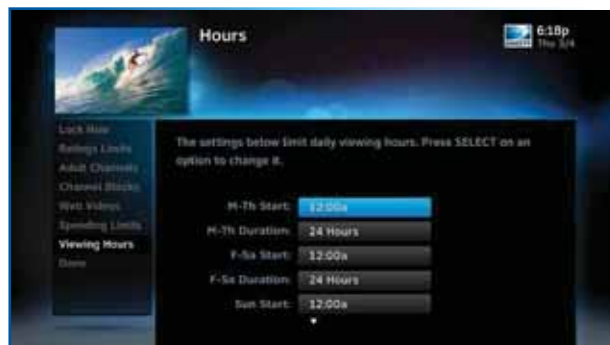 Hours
6:18p
Thu 3/4
Lock Now
Ratings Limits
Adult Channels
Channel Blocks
Web Videos
Spending Limits
Viewing Hours
Done
The settings below limit daily viewing hours. Press SELECT on an
option to change it.
M-Th Start: 12:00a
M-Th Duration: 24 Hours
F-Sa Start: 12:00a
F-Sa Duration: 24 Hours
Sun Start: 12:00a